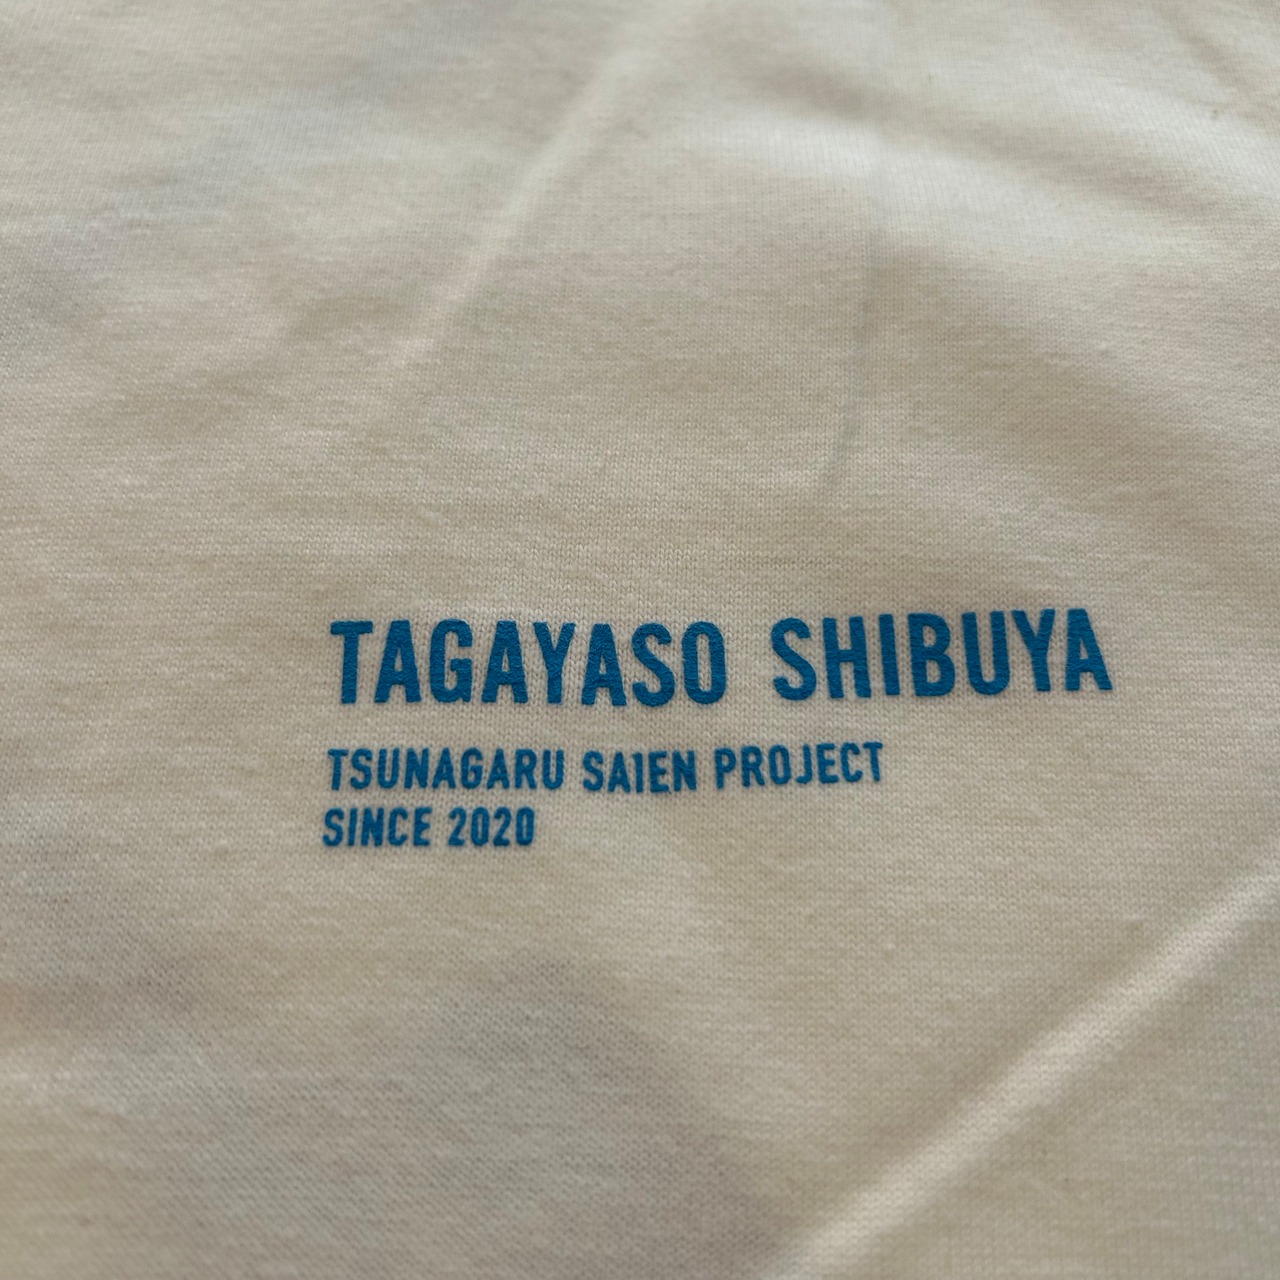 TAGAYASO SHIBUYA
TSUNAGARU SAIEN PROJECT
SINCE 2020